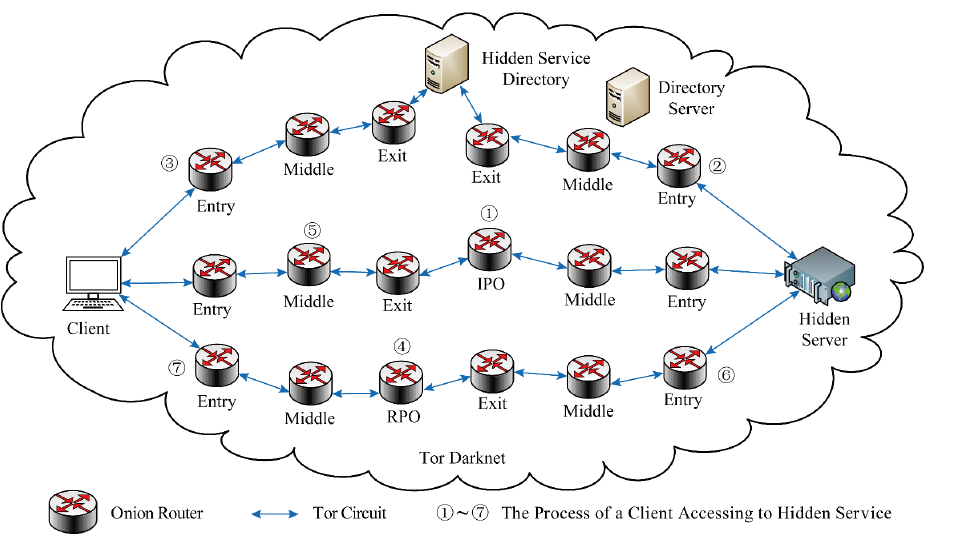 Hidden Service
Directory
Directory
Server
Exit
Middle
③
Entry
Exit
Middle
②
Entry
①
⑤
Entry
Middle
Exit
IPO
Middle
Entry
Client
Hidden
Server
④
⑦
⑥
Entry
Middle
RPO
Exit
Middle
Entry
Tor Darknet
Onion Router
Tor Circuit
①~⑦ The Process of a Client Accessing to Hidden Service